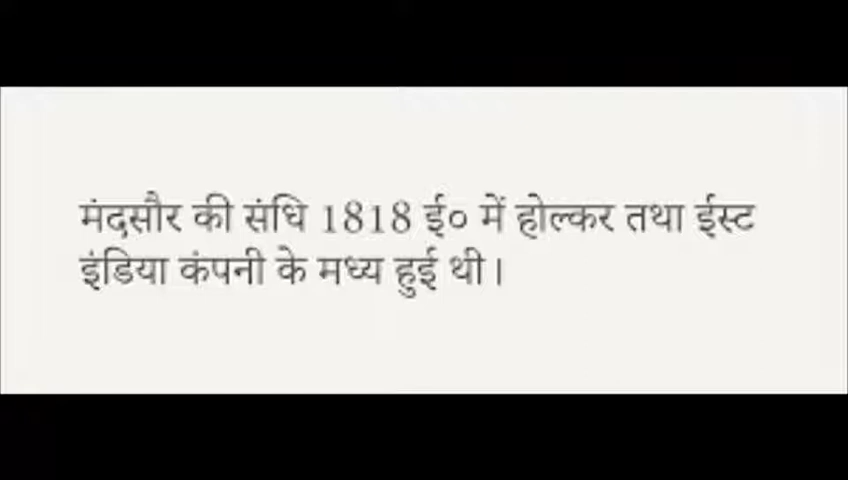 मंदसौर की संधि 1818 ई० में होल्कर तथा ईस्ट
इंडिया कंपनी के मध्य हुई थी।